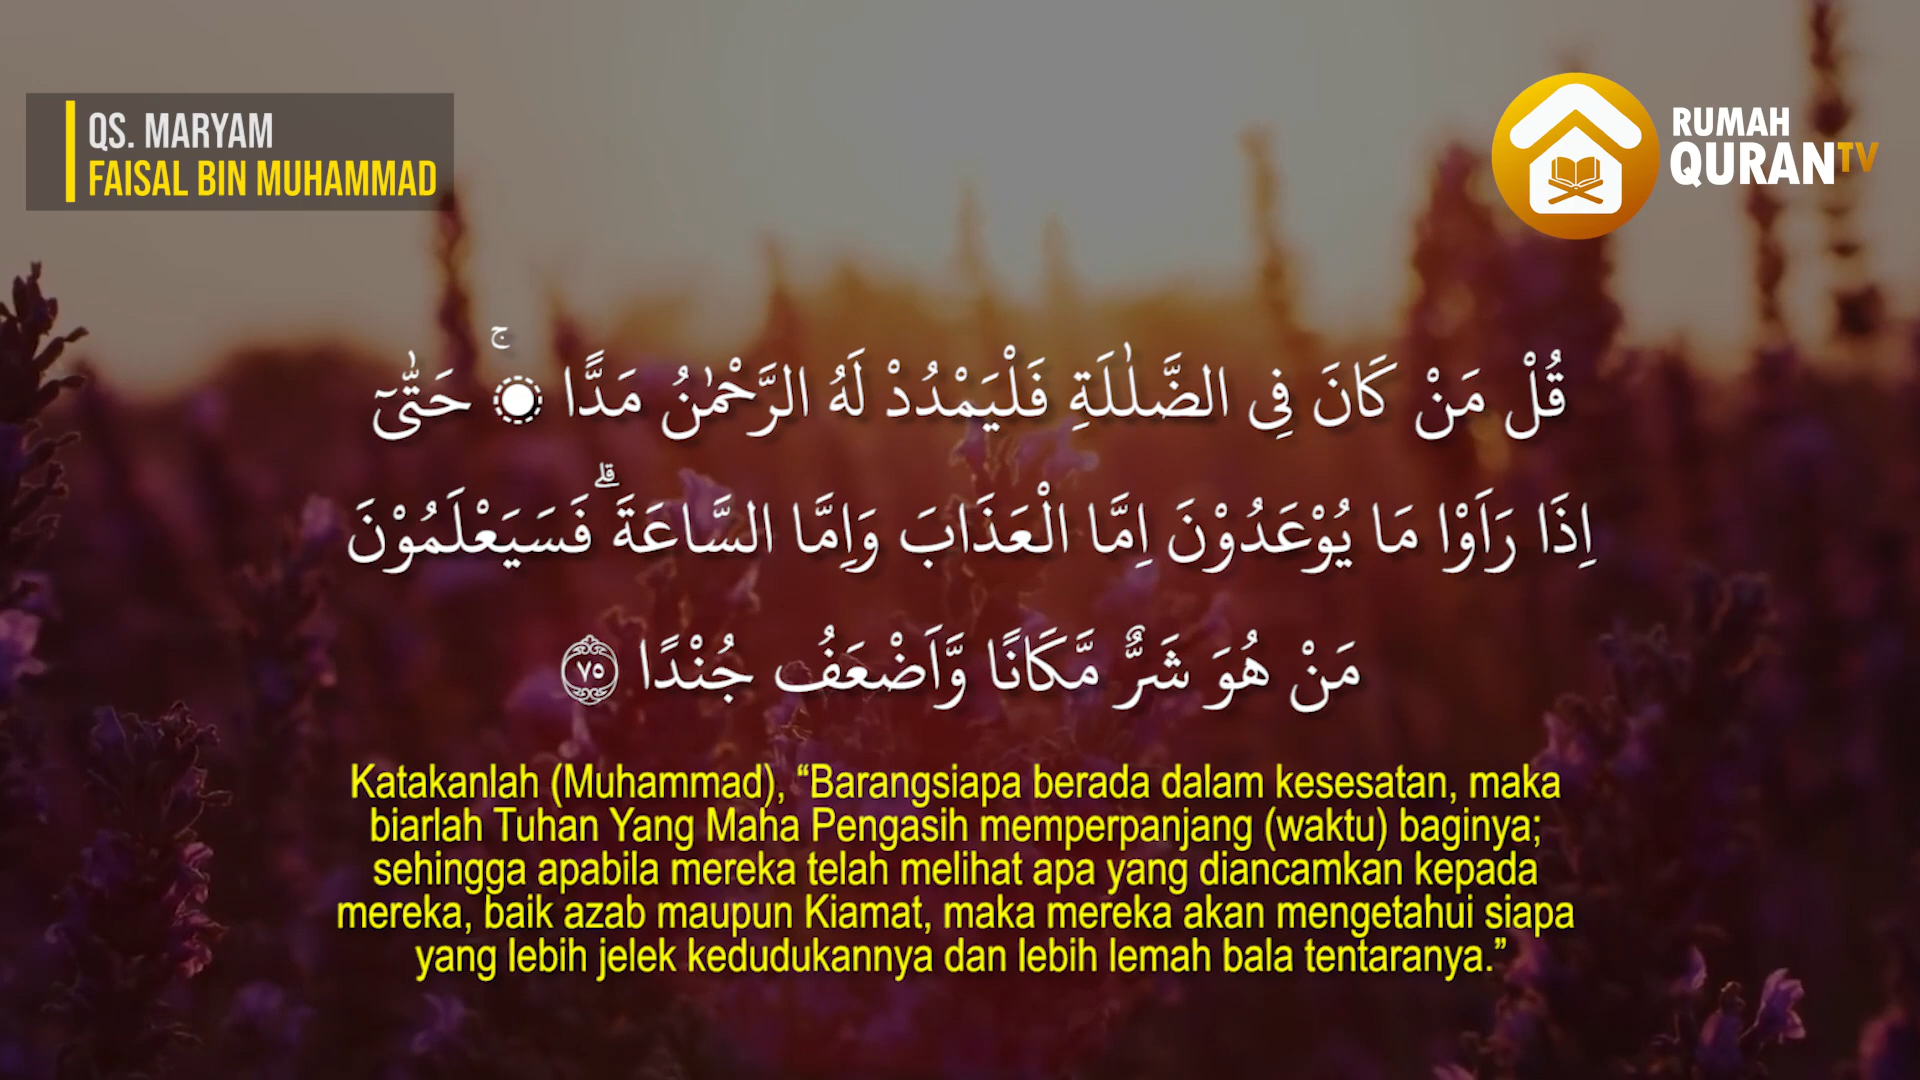 QS. MARYAM
FAISAL BIN MUHAMMAD
RUMAH
QURANTV
قُلْ مَنْ كَانَ فِى الضَّلٰلَةِ فَلْيَمْدُدْ لَهُ الرَّحْمٰنُ مَدًّا ۚ حَتّٰىٓ
اِذَا رَاَوْا مَا يُوْعَدُوْنَ اِمَّا الْعَذَابَ وَاِمَّا السَّاعَةَ ۗ فَسَيَعْلَمُوْنَ
مَنْ هُوَ شَرٌّ مَّكَانًا وَّاَضْعَفُ جُنْدًا ٧٥
Katakanlah (Muhammad), “Barangsiapa berada dalam kesesatan, maka
biarlah Tuhan Yang Maha Pengasih memperpanjang (waktu) baginya;
sehingga apabila mereka telah melihat apa yang diancamkan kepada
mereka, baik azab maupun Kiamat, maka mereka akan mengetahui siapa
yang lebih jelek kedudukannya dan lebih lemah bala tentaranya.”